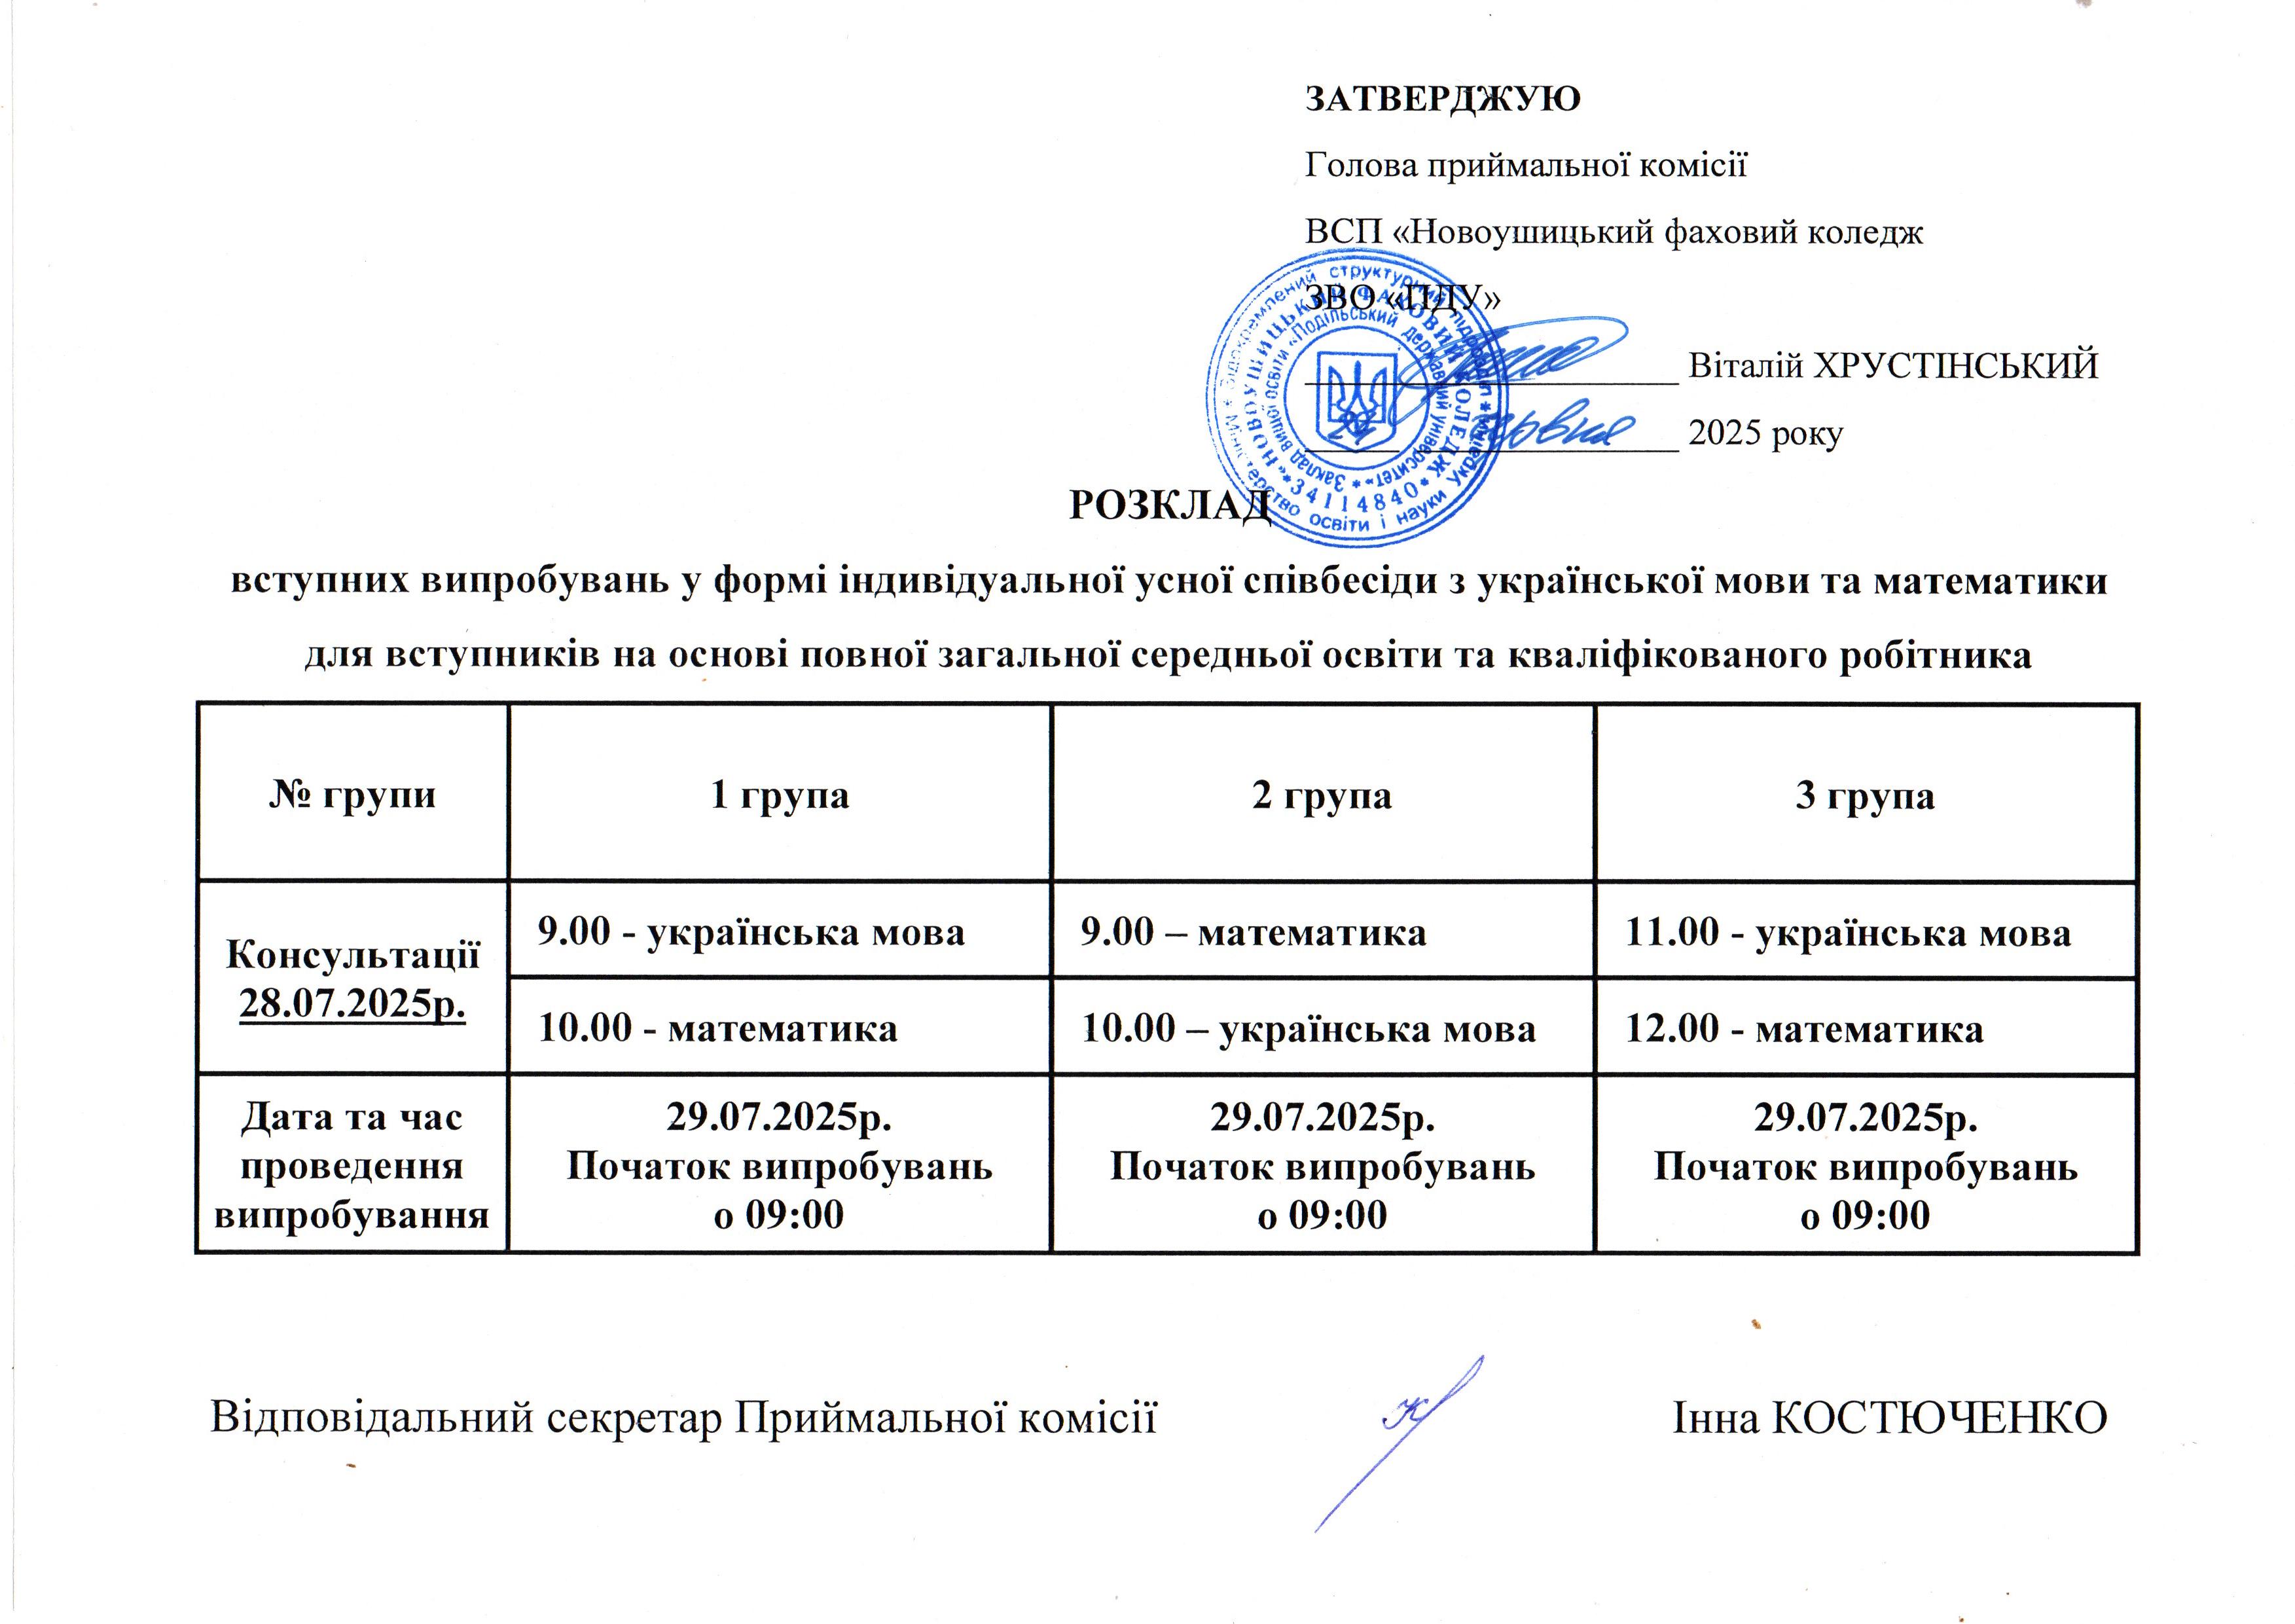 ЗАТВЕРДЖУЮ
Голова приймальної комісії
ВСП «Новоушицький фаховий коледж
ЗВО «ПДУ»
Віталій ХРУСТІНСЬКИЙ
червня 2025 року
Міністерство освіти і науки України * Відокремлений структурний підрозділ *
«НОВОУШИЦЬКИЙ ФАХОВИЙ КОЛЕДЖ
* 34114840 *
Заклад вищої освіти «Подільський державний університет» *
РОЗКЛАД
вступних випробувань у формі індивідуальної усної співбесіди з української мови та математики
для вступників на основі повної загальної середньої освіти та кваліфікованого робітника
№ групи 1 група 2 група 3 група
Консультації
28.07.2025р.
9.00 - українська мова 9.00 – математика 11.00 - українська мова
10.00 - математика 10.00 – українська мова 12.00 - математика
Дата та час
проведення
випробування
29.07.2025р. 29.07.2025р. 29.07.2025р.
Початок випробувань Початок випробувань Початок випробувань
о 09:00 о 09:00 о 09:00
Відповідальний секретар Приймальної комісії Інна КОСТЮЧЕНКО